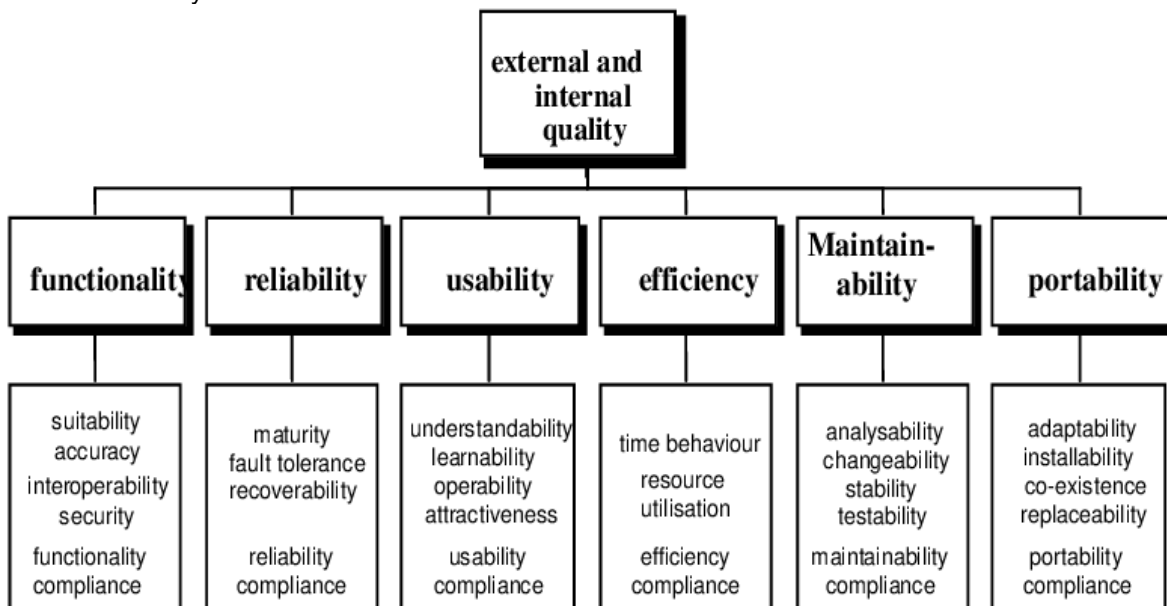 external and
internal
quality
functionality
reliability
usability
efficiency
Maintain-
ability
portability
suitability
accuracy
interoperability
security
functionality
compliance
maturity
fault tolerance
recoverability
reliability
compliance
understandability
learnability
operability
attractiveness
usability
compliance
time behaviour
resource
utilisation
efficiency
compliance
analysability
changeability
stability
testability
maintainability
compliance
adaptability
installability
co-existence
replaceability
portability
compliance